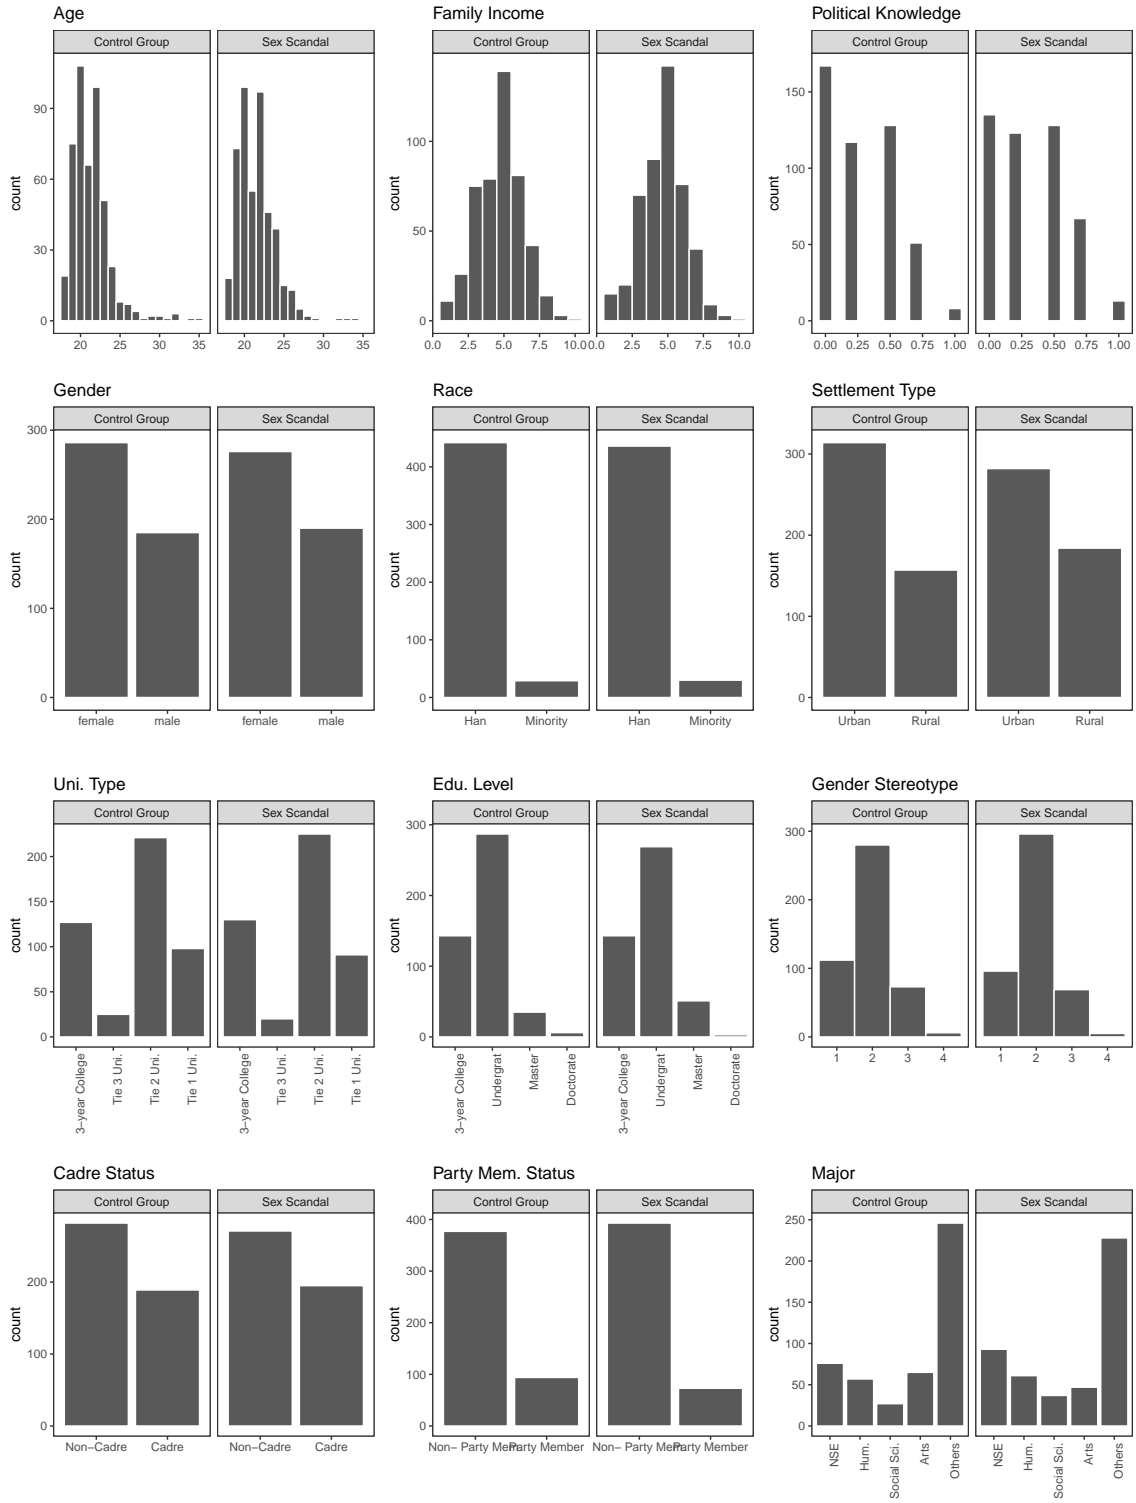 Age
Family Income
Political Knowledge
Control Group
Sex Scandal
Control Group
Sex Scandal
Control Group
Sex Scandal
count
0
30
60
90
20
25
30
35
20
25
30
35
count
0
50
100
0.0
2.5
5.0
7.5
10.00.0
2.5
5.0
7.5
10.0
count
0
50
100
150
0.00
0.25
0.50
0.75
1.00
0.00
0.25
0.50
0.75
1.00
Gender
Race
Settlement Type
Control Group
Sex Scandal
Control Group
Sex Scandal
Control Group
Sex Scandal
count
0
100
200
300
female
male
female
male
count
0
100
200
300
400
Han
Minority
Han
Minority
count
0
100
200
300
Urban
Rural
Urban
Rural
Uni. Type
Edu. Level
Gender Stereotype
Control Group
Sex Scandal
Control Group
Sex Scandal
Control Group
Sex Scandal
count
0
50
100
150
200
3−year College
Tie 3 Uni.
Tie 2 Uni.
Tie 1 Uni.
3−year College
Tie 3 Uni.
Tie 2 Uni.
Tie 1 Uni.
count
0
100
200
300
3−year College
Undergrat
Master
Doctorate
3−year College
Undergrat
Master
Doctorate
count
0
100
200
300
1
2
3
4
1
2
3
4
Cadre Status
Party Mem. Status
Major
Control Group
Sex Scandal
Control Group
Sex Scandal
Control Group
Sex Scandal
count
0
100
200
Non−Cadre
Cadre
Non−Cadre
Cadre
count
0
100
200
300
400
Non− Party Mem.
Party Member
Non− Party Mem.
Party Member
count
0
50
100
150
200
250
NSE
Hum.
Social Sci.
Arts
Others
NSE
Hum.
Social Sci.
Arts
Others